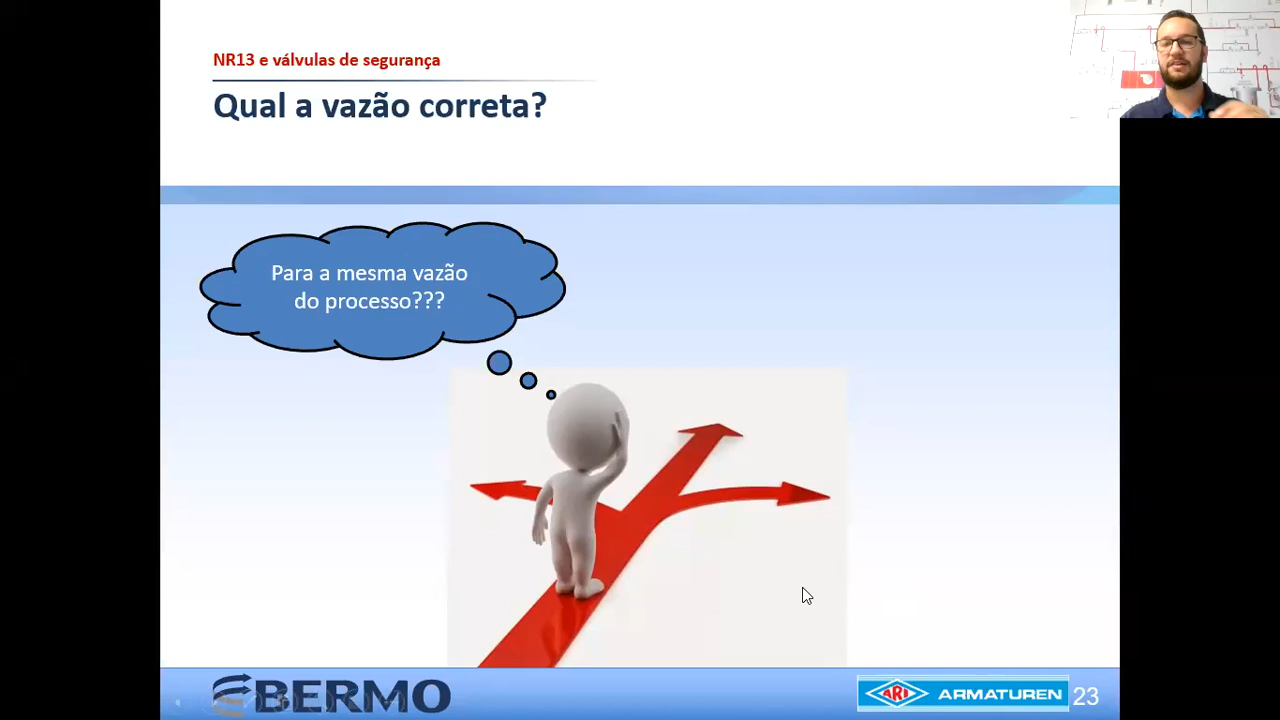 NR13 e válvulas de segurança
Qual a vazão correta?
Para a mesma vazão
do processo???
BERMO
ARI ARMATUREN 23